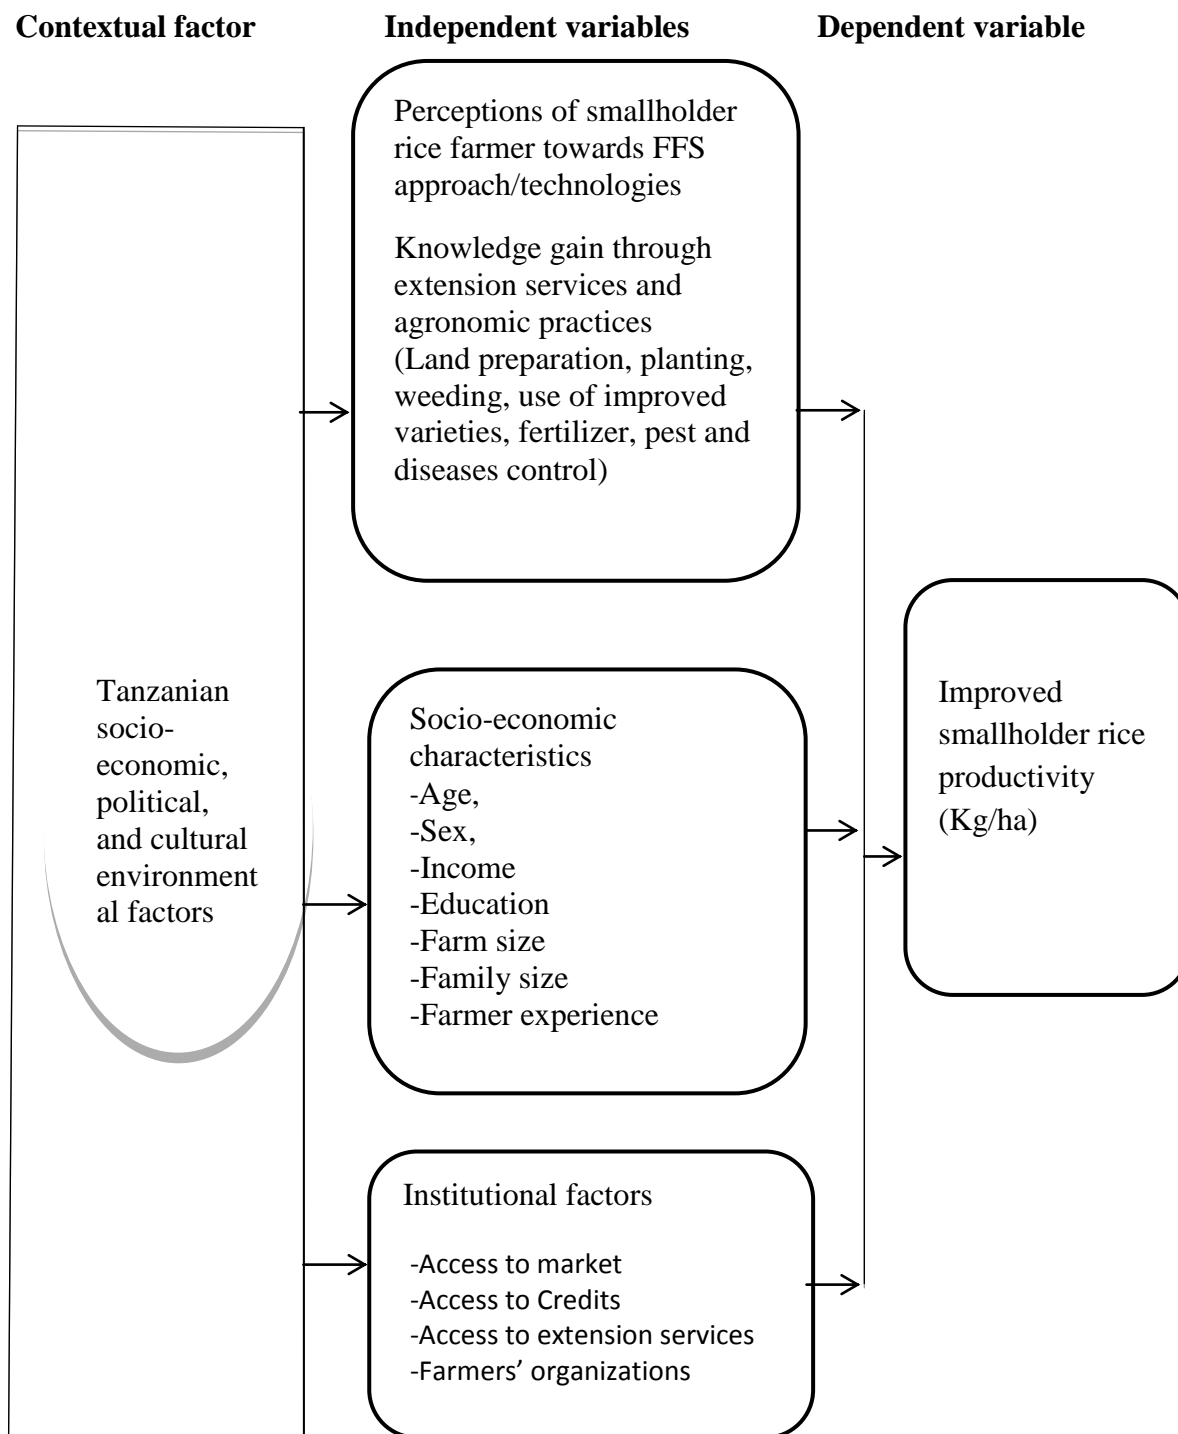 Contextual factor
Independent variables
Dependent variable
Perceptions of smallholder
rice farmer towards FFS
approach/technologies
Knowledge gain through
extension services and
agronomic practices
(Land preparation, planting,
weeding, use of improved
varieties, fertilizer, pest and
diseases control)
Tanzanian
socio-
economic,
political,
and cultural
environment
al factors
Socio-economic
characteristics
-Age,
-Sex,
-Income
-Education
-Farm size
-Family size
-Farmer experience
Improved
smallholder rice
productivity
(Kg/ha)
Institutional factors
-Access to market
-Access to Credits
-Access to extension services
-Farmers’ organizations